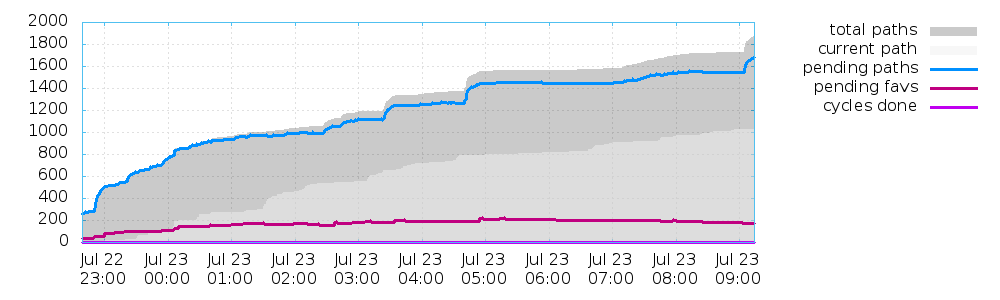 2000
1800
1600
1400
1200
1000
800
600
400
200
0
Jul 22 Jul 23 Jul 23 Jul 23 Jul 23 Jul 23 Jul 23 Jul 23 Jul 23 Jul 23 Jul 23
23:00 00:00 01:00 02:00 03:00 04:00 05:00 06:00 07:00 08:00 09:00
total paths
current path
pending paths
pending favs
cycles done